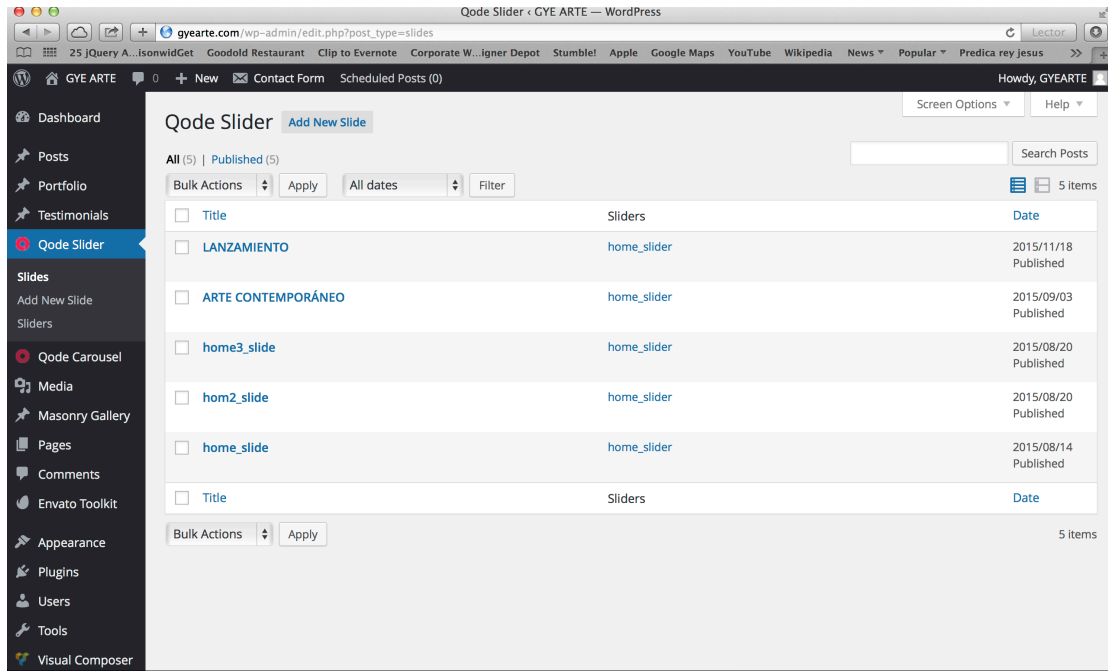 Qode Slider ‹ GYE ARTE — WordPress
gyearte.com/wp-admin/edit.php?post_type=slides
Lector
25 jQuery A...isonwidGet Goodold Restaurant Clip to Evernote Corporate W...igner Depot Stumble! Apple Google Maps YouTube Wikipedia News Popular Predica rey jesus >>
GYE ARTE 0 + New Contact Form Scheduled Posts (0) Howdy, GYEARTE
Screen Options Help
Dashboard
Posts
Portfolio
Testimonials
Qode Slider
Slides
Add New Slide
Sliders
Qode Carousel
Media
Masonry Gallery
Pages
Comments
Envato Toolkit
Appearance
Plugins
Users
Tools
Visual Composer
Qode Slider Add New Slide
All (5) | Published (5)
Search Posts
Bulk Actions Apply All dates Filter 5 items
Title Sliders Date
LANZAMIENTO home_slider 2015/11/18
Published
ARTE CONTEMPORÁNEO home_slider 2015/09/03
Published
home3_slide home_slider 2015/08/20
Published
hom2_slide home_slider 2015/08/20
Published
home_slide home_slider 2015/08/14
Published
Title Sliders Date
Bulk Actions Apply 5 items